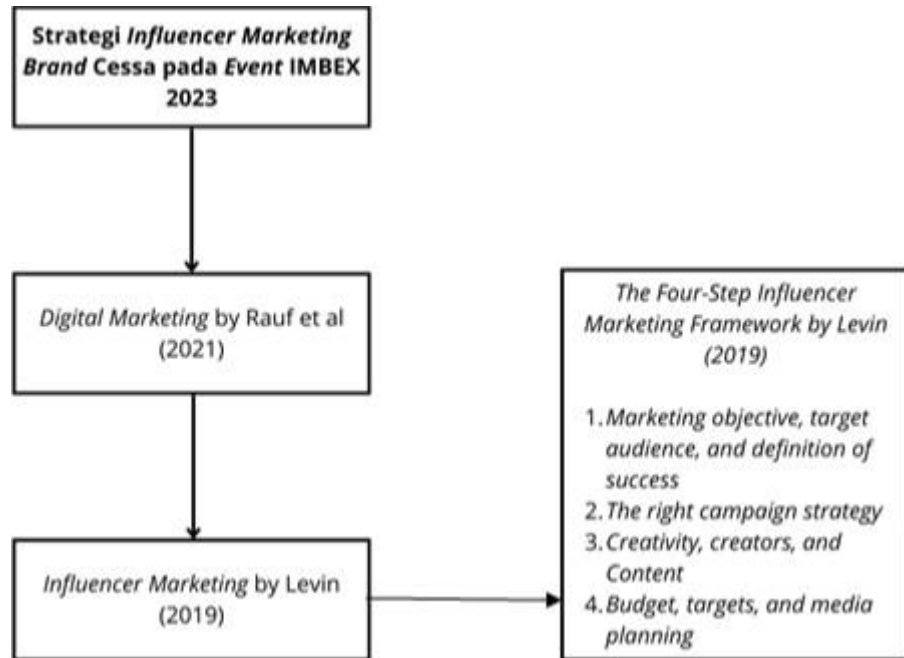 Strategi Influencer Marketing
Brand Cessa pada Event IMBEX
2023
Digital Marketing by Rauf et al
(2021)
Influencer Marketing by Levin
(2019)
The Four-Step Influencer
Marketing Framework by Levin
(2019)
1. Marketing objective, target
audience, and definition of
success
2. The right campaign strategy
3. Creativity, creators, and
Content
4. Budget, targets, and media
planning